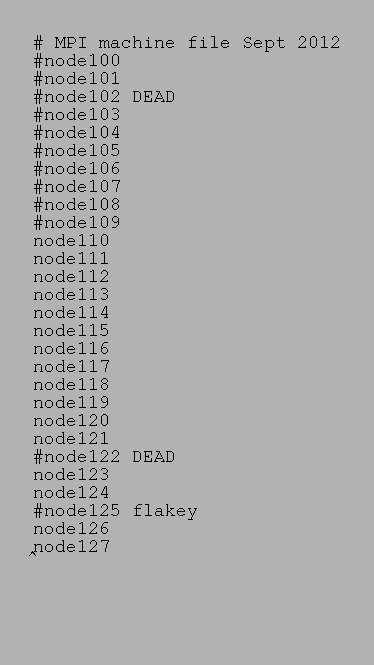 # MPI machine file Sept 2012
#node100
#node101
#node102 DEAD
#node103
#node104
#node105
#node106
#node107
#node108
#node109
node110
node111
node112
node113
node114
node115
node116
node117
node118
node119
node120
node121
#node122 DEAD
node123
node124
#node125 flakey
node126
node127
^